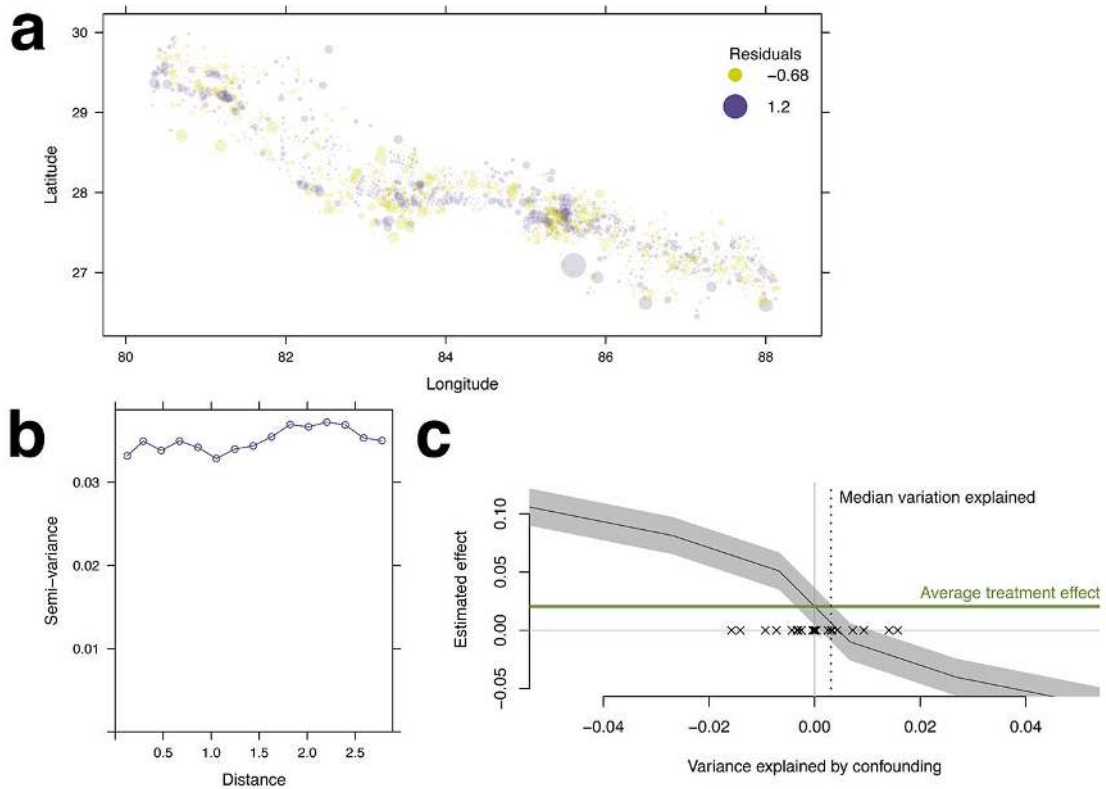 a
30
29
28
27
Latitude
Residuals
−0.68
1.2
80
82
84
86
88
Longitude
b
0.03
0.02
0.01
Semi−variance
0.5
1.0
1.5
2.0
2.5
Distance
c
0.10
0.05
0.00
−0.05
Estimated effect
Median variation explained
Average treatment effect
−0.04
−0.02
0.00
0.02
0.04
Variance explained by confounding